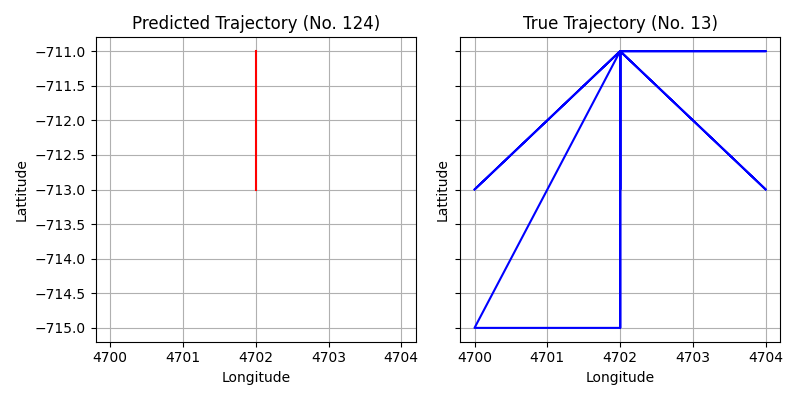 Predicted Trajectory (No. 124)
True Trajectory (No. 13)
Lattitude
−711.0
−711.5
−712.0
−712.5
−713.0
−713.5
−714.0
−714.5
−715.0
4700 4701 4702 4703 4704
Longitude
Lattitude
4700 4701 4702 4703 4704
Longitude